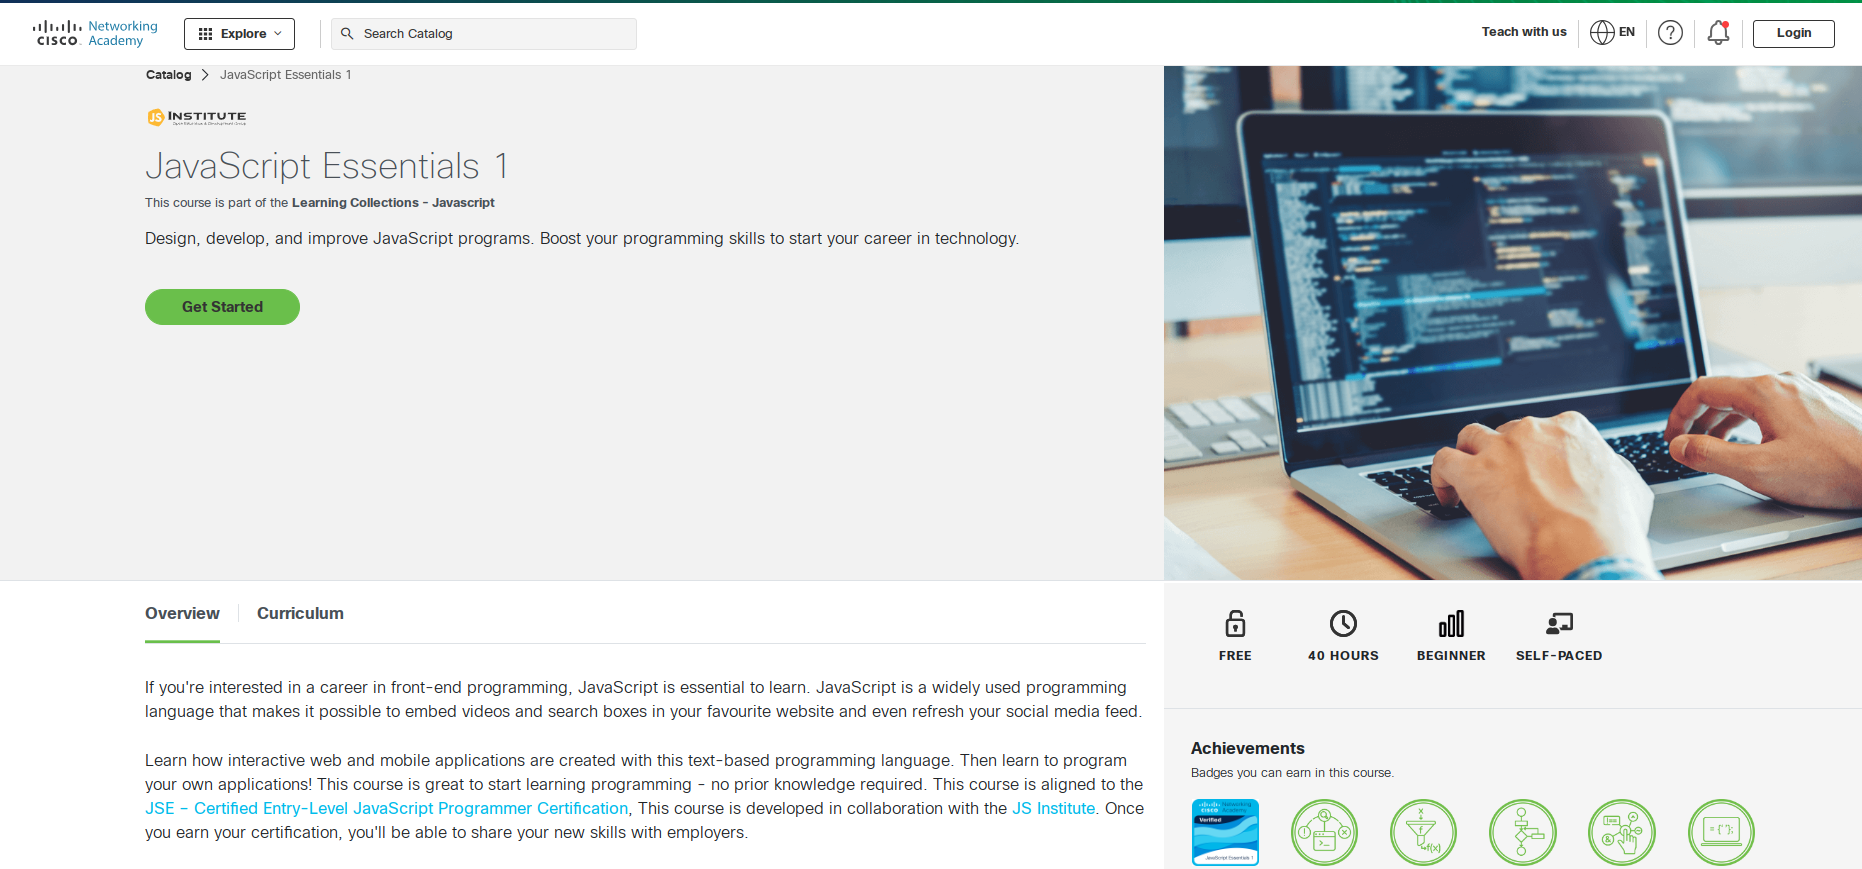 Networking
CISCO Academy
Explore
Search Catalog
Teach with us
EN
Login
Catalog
JavaScript Essentials 1
JS INSTITUTE
JavaScript Essentials 1
This course is part of the Learning Collections - Javascript
Design, develop, and improve JavaScript programs. Boost your programming skills to start your career in technology.
Get Started
Overview
Curriculum
If you're interested in a career in front-end programming, JavaScript is essential to learn. JavaScript is a widely used programming
language that makes it possible to embed videos and search boxes in your favourite website and even refresh your social media feed.
Learn how interactive web and mobile applications are created with this text-based programming language. Then learn to program
your own applications! This course is great to start learning programming - no prior knowledge required. This course is aligned to the
JSE – Certified Entry-Level JavaScript Programmer Certification, This course is developed in collaboration with the JS Institute. Once
you earn your certification, you'll be able to share your new skills with employers.
FREE
40 HOURS
BEGINNER
SELF-PACED
Achievements
Badges you can earn in this course.
Networking
CISCO Academy
Verified
JavaScript Essentials 1
f(x)
= {"};